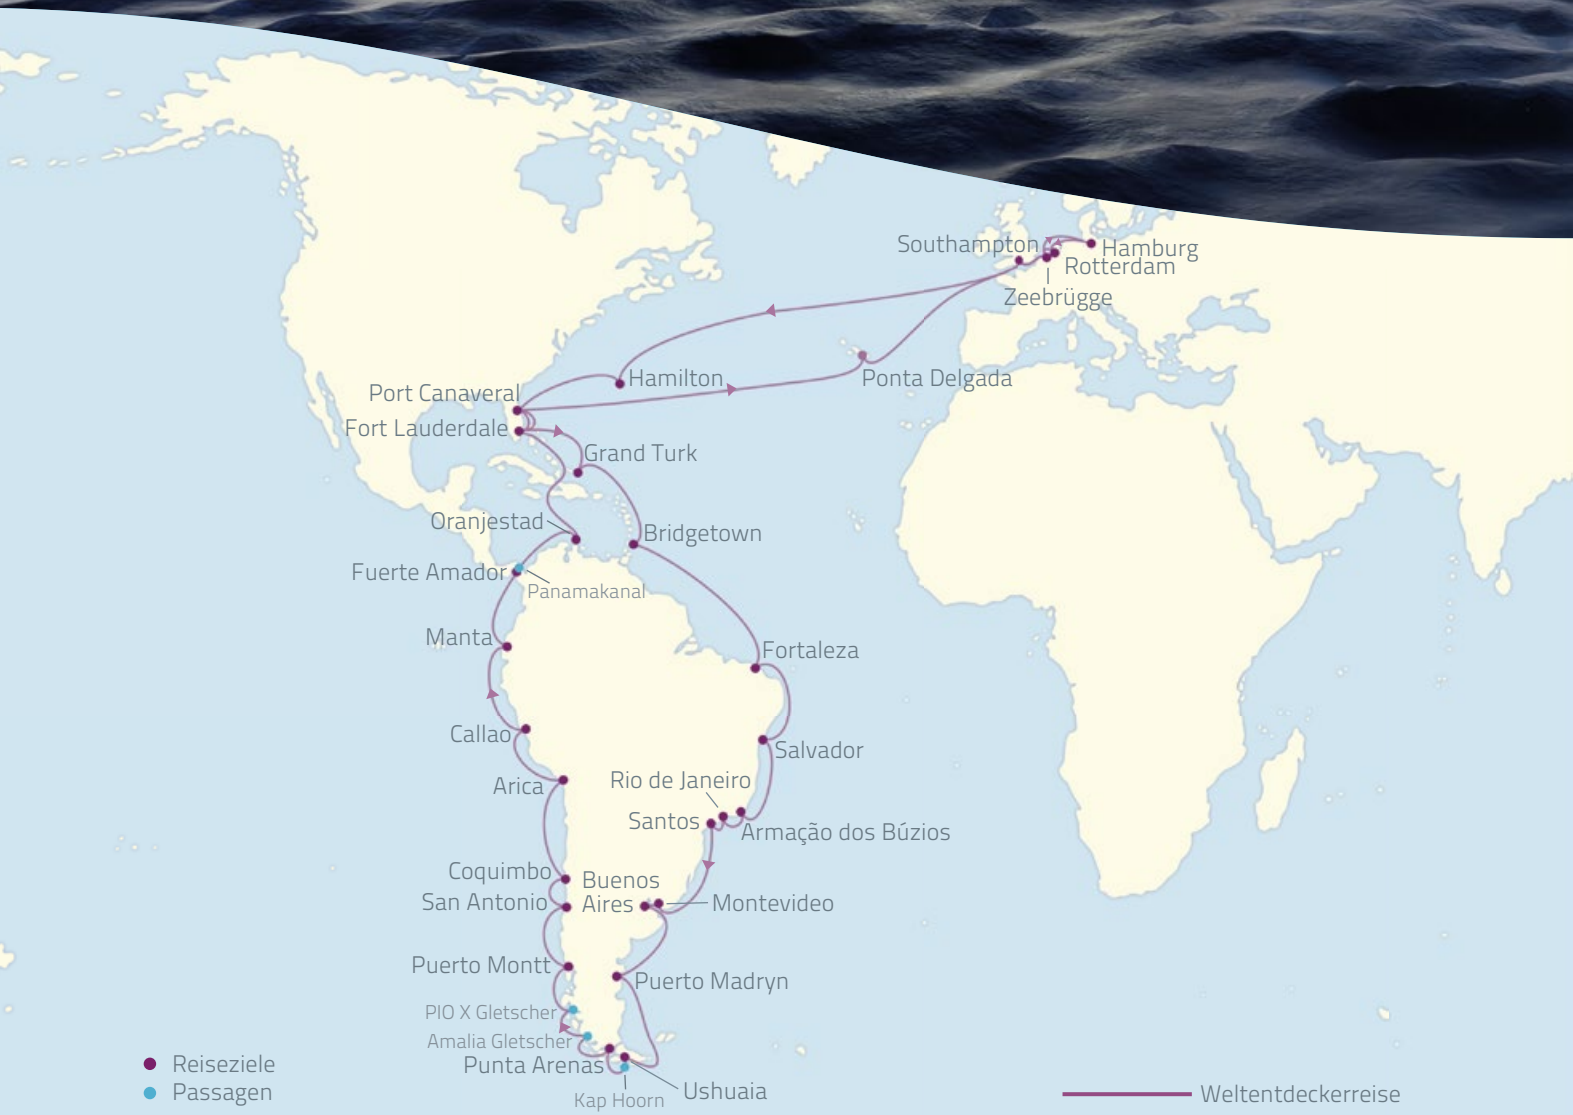 Southampton
Hamburg
Rotterdam
Zeebrügge
Hamilton
Ponta Delgada
Port Canaveral
Fort Lauderdale
Grand Turk
Oranjestad
Bridgetown
Fuerte Amador
Panamakanal
Manta
Fortaleza
Callao
Salvador
Arica
Rio de Janeiro
Santos
Armação dos Búzios
Coquimbo
Buenos
Aires
San Antonio
Montevideo
Puerto Montt
Puerto Madryn
PIO X Gletscher
Amalia Gletscher
Punta Arenas
Ushuaia
Kap Hoorn
Reiseziele
Passagen
Weltentdeckerreise